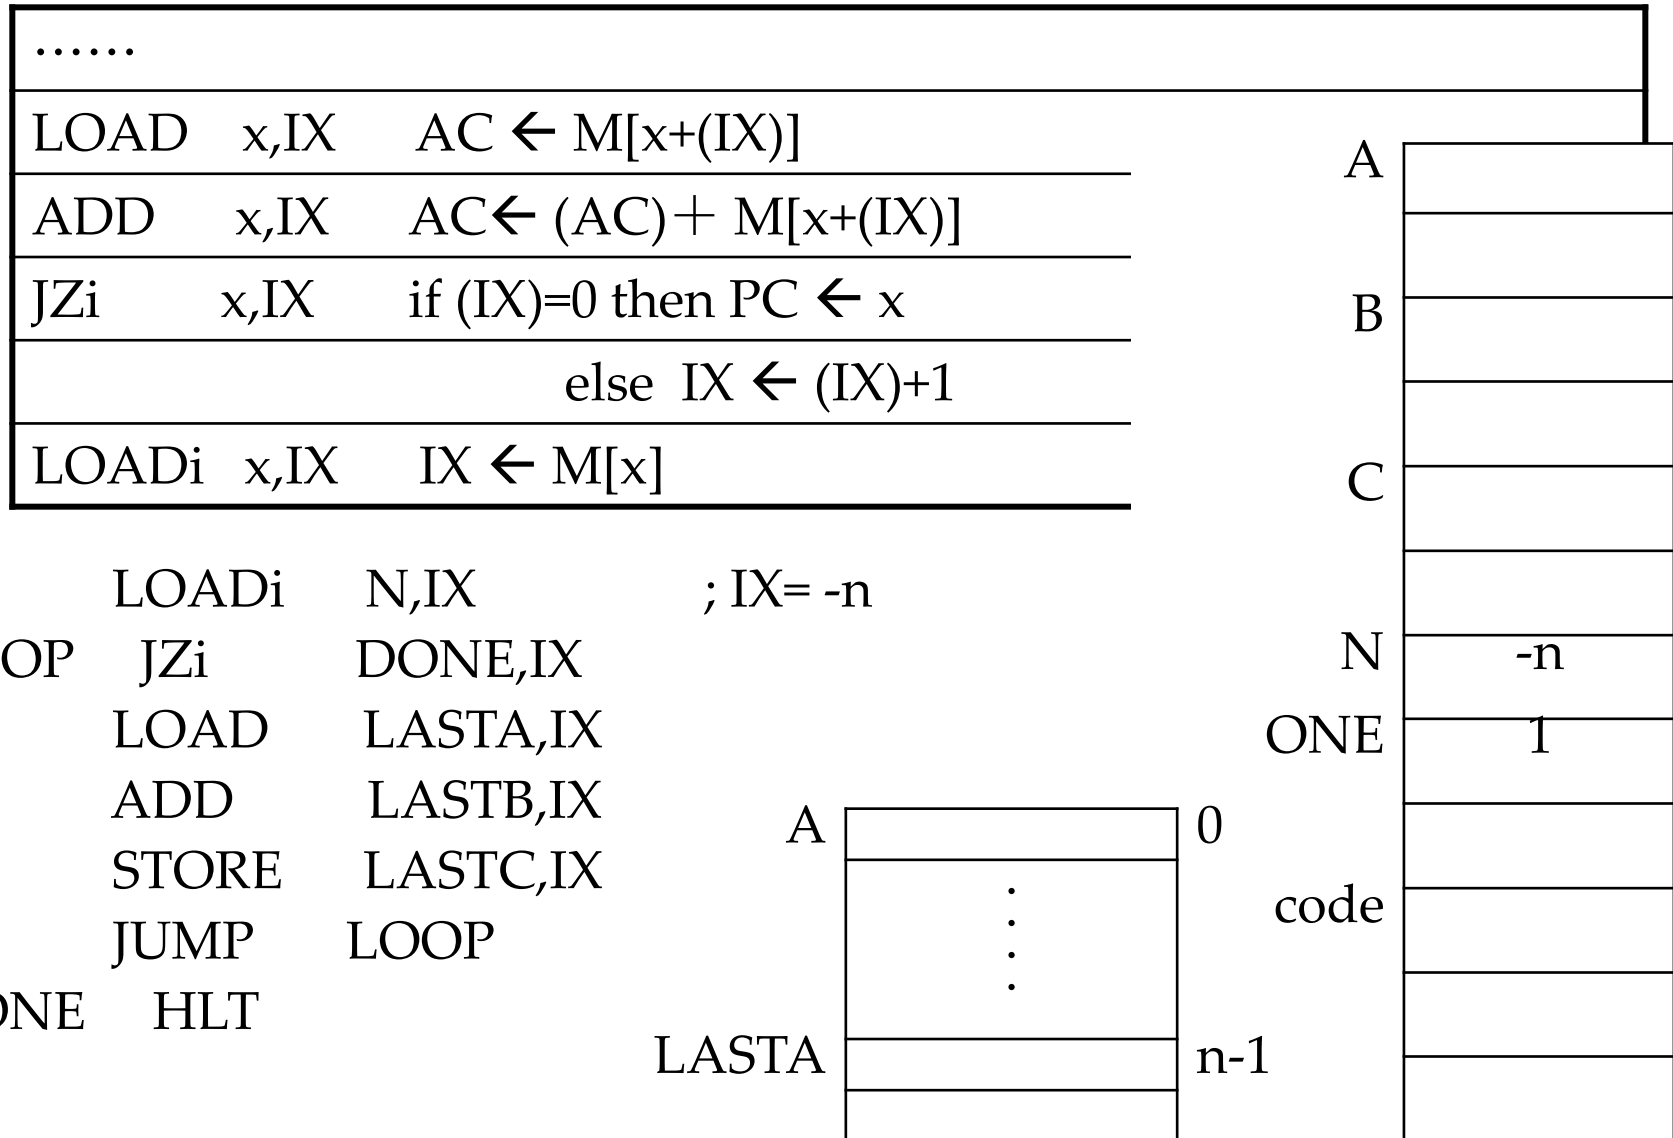 ……
LOAD x,IX AC ← M[x+(IX)]
ADD x,IX AC← (AC)＋ M[x+(IX)]
JZi x,IX if (IX)=0 then PC ← x
else IX ← (IX)+1
LOADi x,IX IX ← M[x]
LOADi N,IX ; IX= -n
OP JZi DONE,IX
LOAD LASTA,IX
ADD LASTB,IX
STORE LASTC,IX
JUMP LOOP
ONE HLT
A 0
LASTA n-1
A
B
C
N -n
ONE 1
code